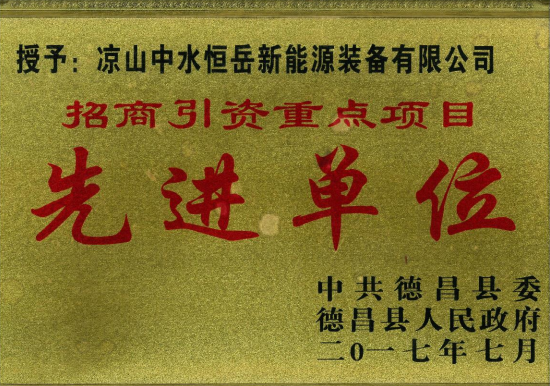 授予：凉山中水恒岳新能源装备有限公司
招商引资重点项目
先进单位
中共德昌县委
德昌县人民政府
二0一七年七月